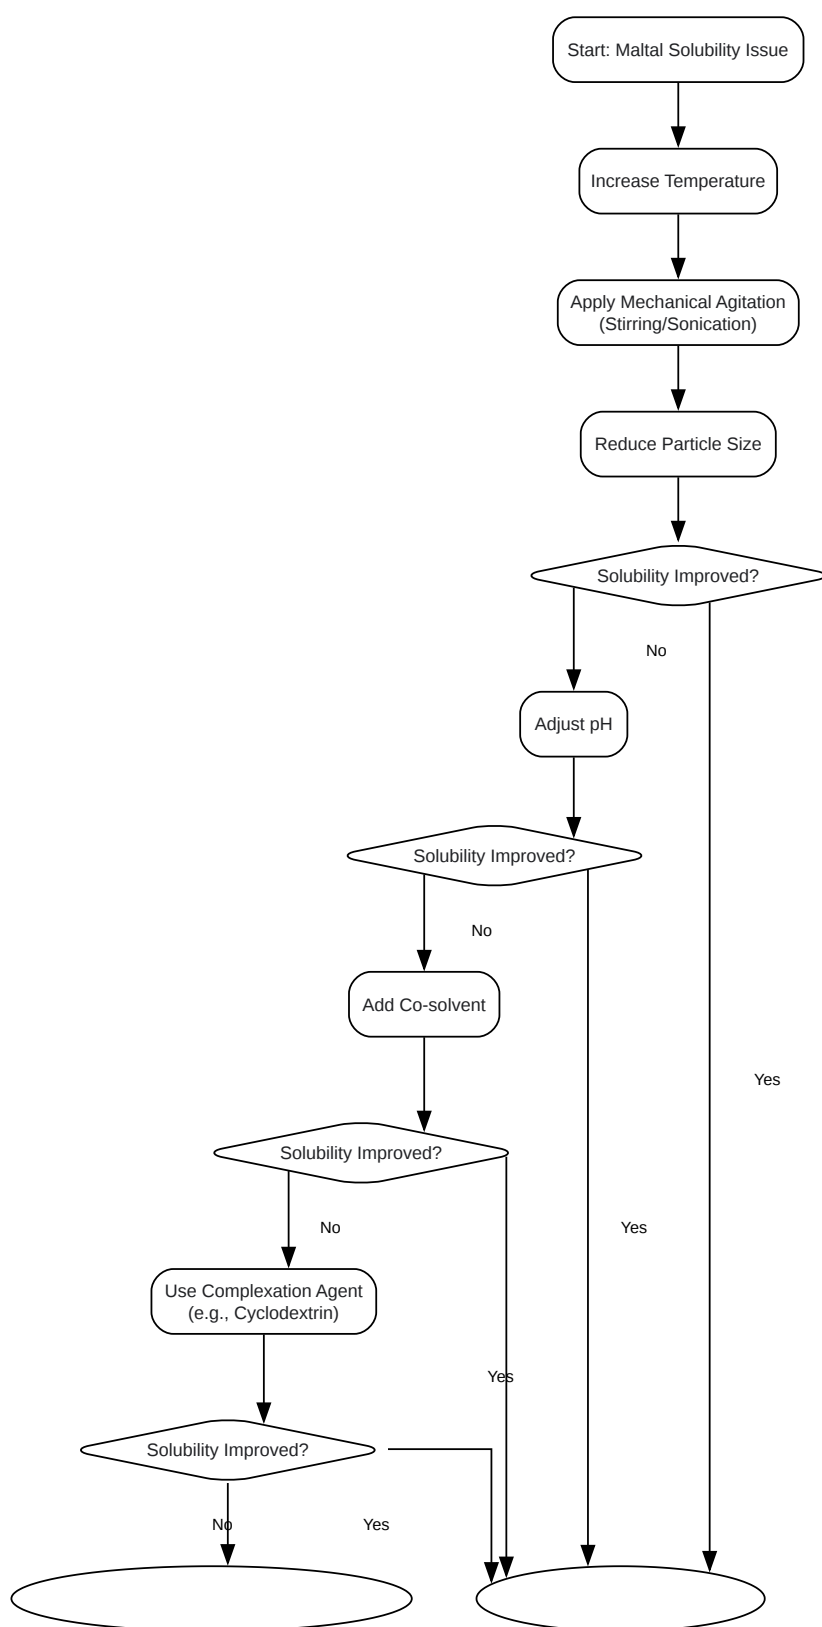 Start: Maltal Solubility Issue
Increase Temperature
Apply Mechanical Agitation
(Stirring/Sonication)
Reduce Particle Size
Solubility Improved?
No
Adjust pH
Solubility Improved?
No
Add Co-solvent
Yes
Solubility Improved?
No
Yes
Use Complexation Agent
(e.g., Cyclodextrin)
Yes
Solubility Improved?
No
Yes